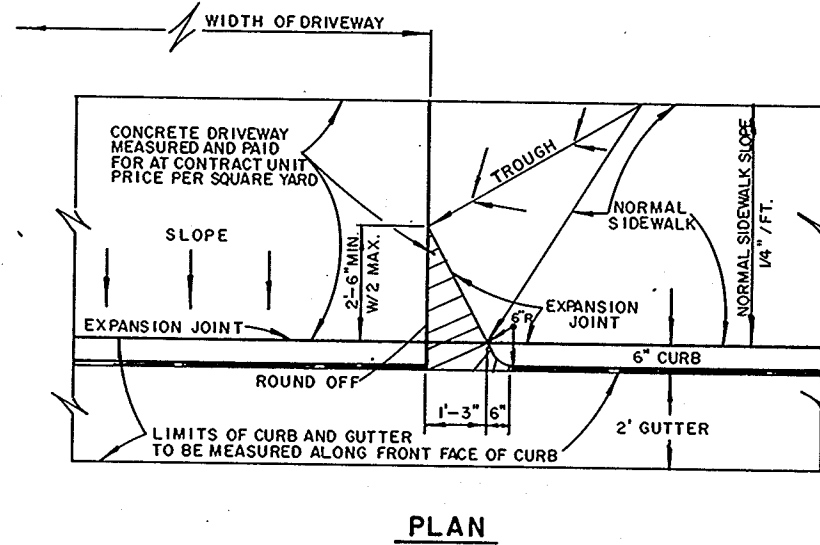 WIDTH OF DRIVEWAY
CONCRETE DRIVEWAY
MEASURED AND PAID
FOR AT CONTRACT UNIT
PRICE PER SQUARE YARD
TROUGH
NORMAL
SIDEWALK
NORMAL SIDEWALK SLOPE
1/4" / FT.
SLOPE
2'-6" MIN.
W/2 MAX.
EXPANSION JOINT
6"R
EXPANSION
JOINT
6" CURB
ROUND OFF
1'-3"
6"
2' GUTTER
LIMITS OF CURB AND GUTTER
TO BE MEASURED ALONG FRONT FACE OF CURB
PLAN